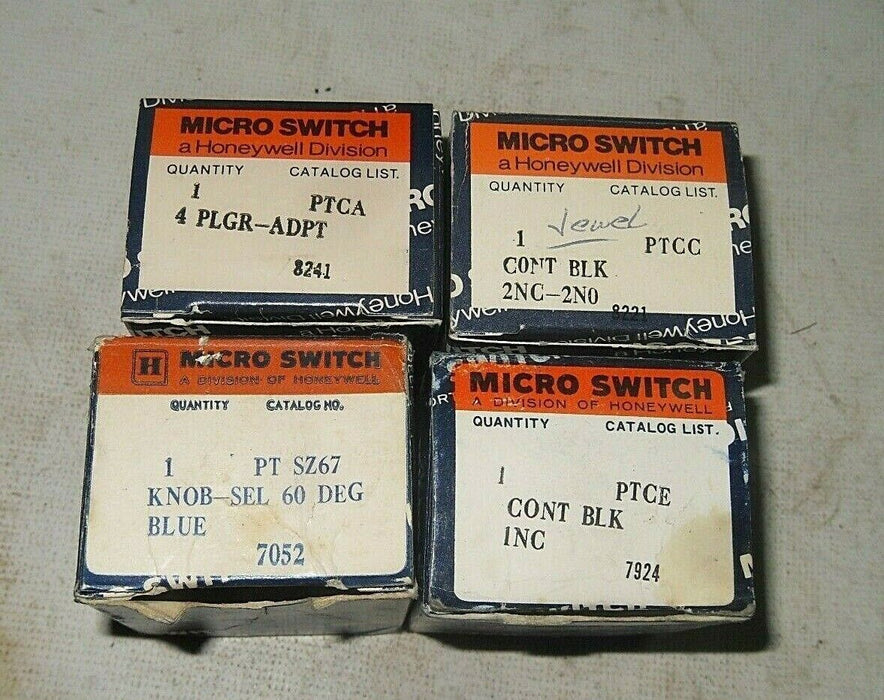 MICRO SWITCH
a Honeywell Division
QUANTITY CATALOG LIST.
1 PTCA
4 PLGR-ADPT
8241
MICRO SWITCH
a Honeywell Division
QUANTITY CATALOG LIST.
Jewel
1 PTCC
CONT BLK
2NC-2NO
8221
H MICRO SWITCH
A DIVISION OF HONEYWELL
QUANTITY CATALOG NO.
1 PT SZ67
KNOB-SEL 60 DEG
BLUE
7052
MICRO SWITCH
A DIVISION OF HONEYWELL
QUANTITY CATALOG LIST.
1 PTCE
CONT BLK
1NC
7924